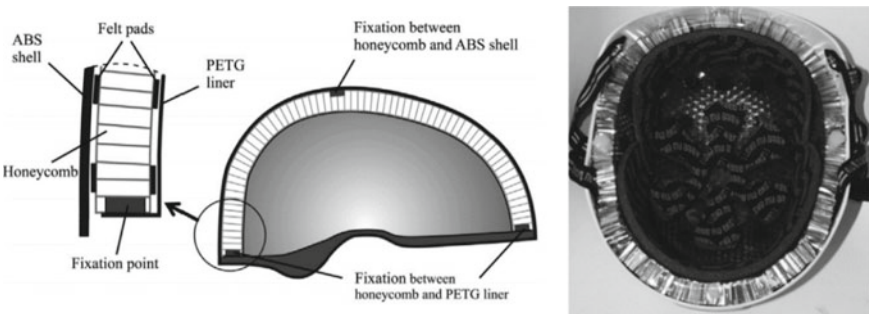 ABS
shell
Felt pads
PETG
liner
Honeycomb
Fixation point
Fixation between
honeycomb and ABS shell
Fixation between
honeycomb and PETG liner